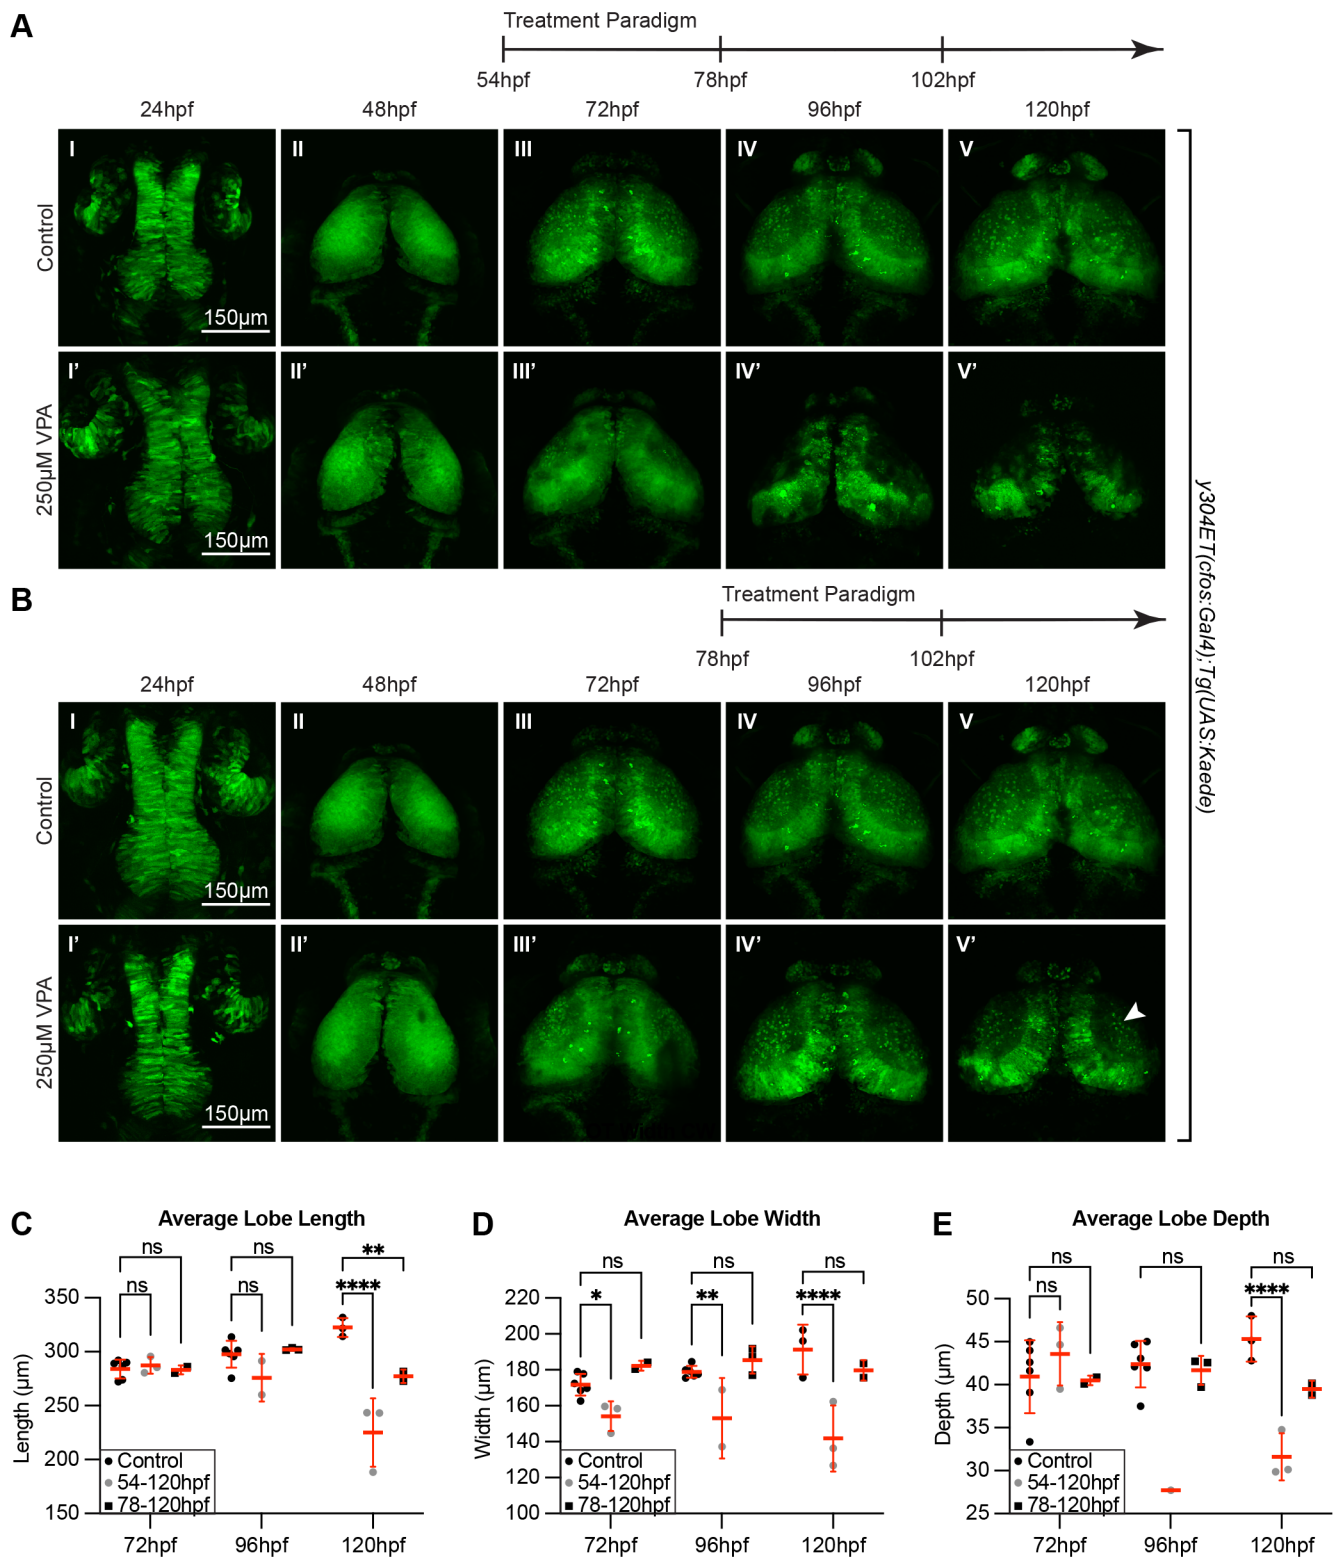 A
Treatment Paradigm
54hpf 78hpf 102hpf
24hpf 48hpf 72hpf 96hpf 120hpf
Control
I II III IV V
150µm
250µM VPA
I’ II’ III’ IV’ V’
150µm
y304ET(cfos:Gal4);Tg(UAS:Kaede)
B
Treatment Paradigm
78hpf 102hpf
24hpf 48hpf 72hpf 96hpf 120hpf
Control
I II III IV V
150µm
250µM VPA
I’ II’ III’ IV’ V’
150µm
C
Average Lobe Length
ns ns **
ns ns ****
Length (µm)
350
300
250
200
150
Control
54-120hpf
78-120hpf
72hpf 96hpf 120hpf
D
Average Lobe Width
ns ns ns
* ** ****
Width (µm)
220
200
180
160
140
120
100
Control
54-120hpf
78-120hpf
72hpf 96hpf 120hpf
E
Average Lobe Depth
ns ns ns
ns ****
Depth (µm)
50
45
40
35
30
25
Control
54-120hpf
78-120hpf
72hpf 96hpf 120hpf